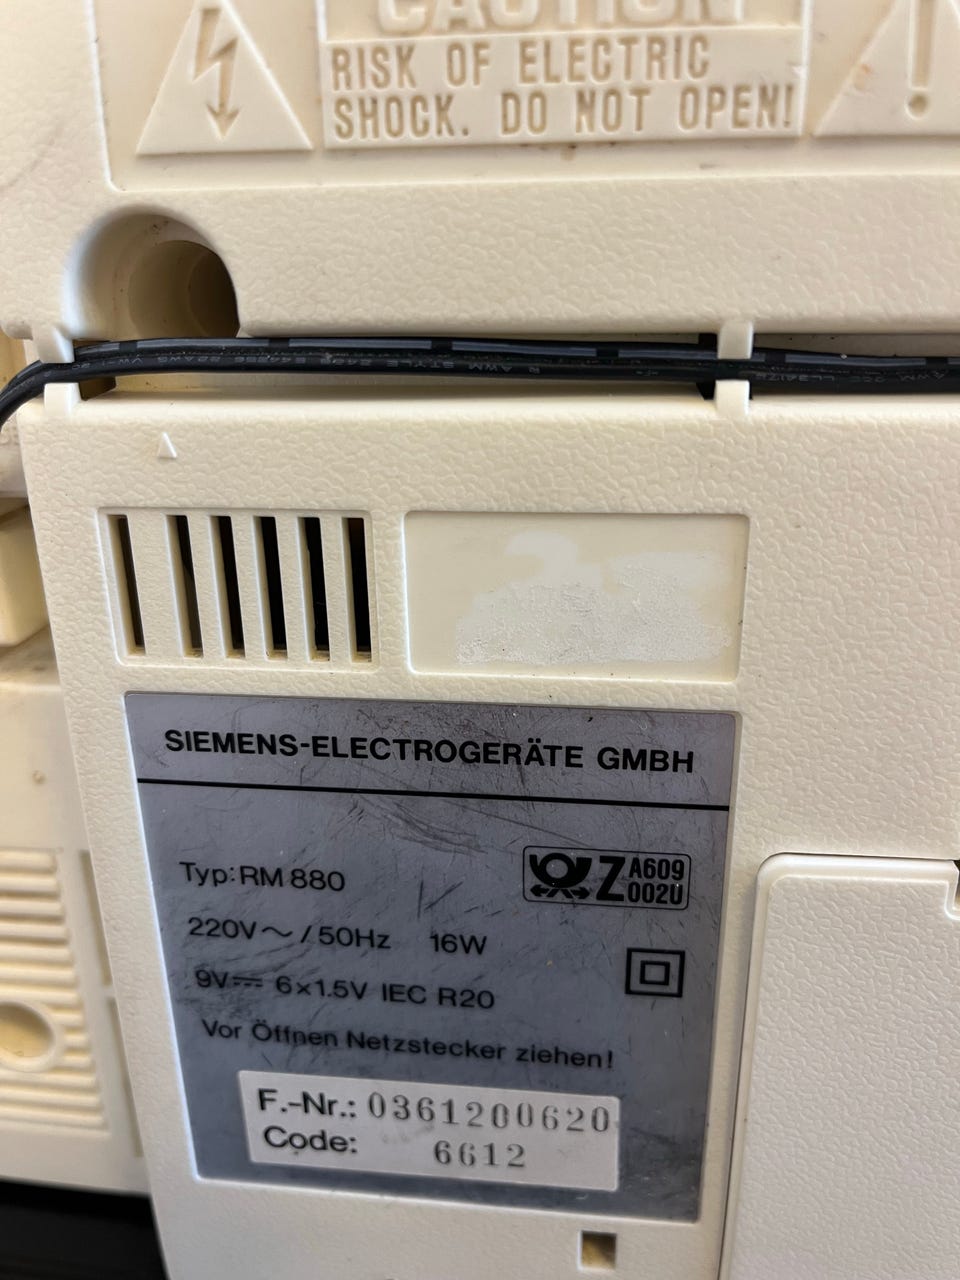 CAUTION
RISK OF ELECTRIC
SHOCK. DO NOT OPEN!
SIEMENS-ELECTROGERÄTE GMBH
Typ: RM 880
Z A609
002U
220V~ / 50Hz 16W
9V⎓ 6×1.5V IEC R20
Vor Öffnen Netzstecker ziehen!
F.-Nr.: 0361200620
Code: 6612